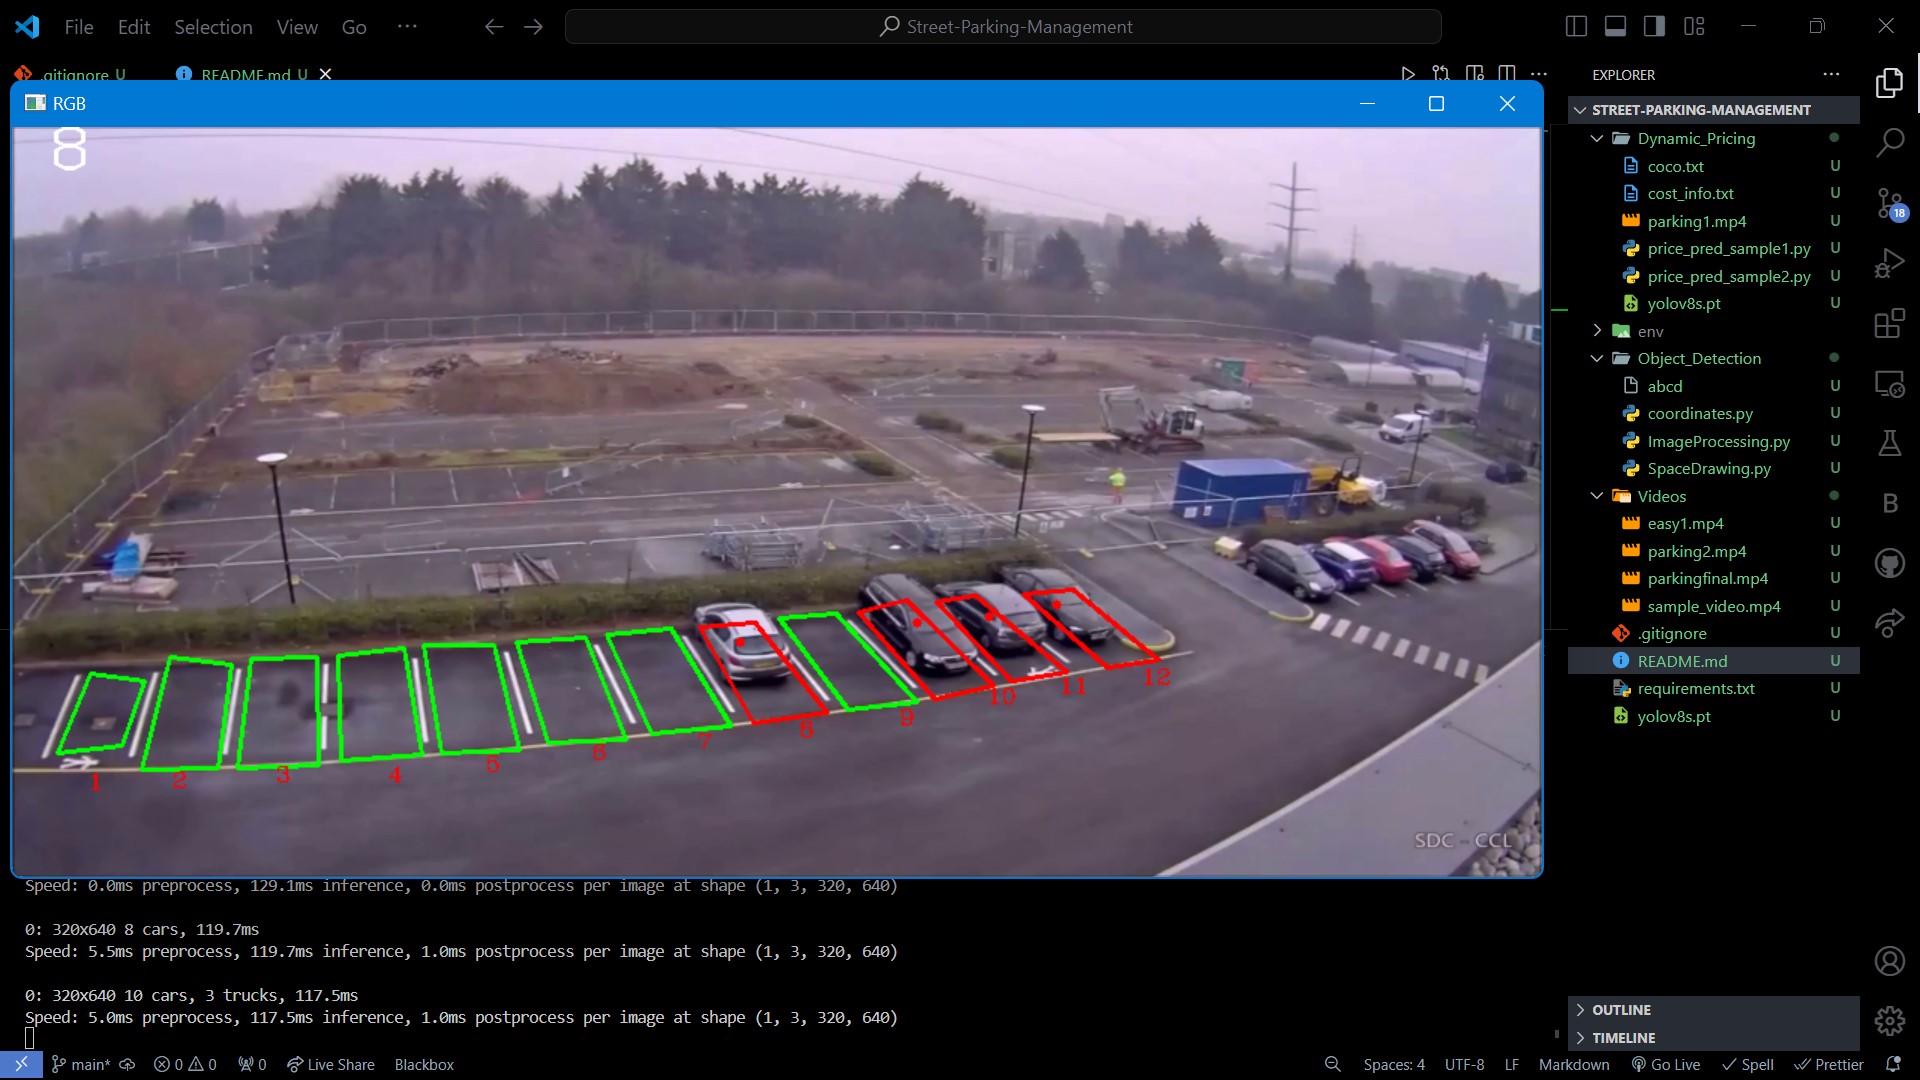 File Edit Selection View Go ··· Street-Parking-Management
.gitignore U README.md U
RGB
8
1 2 3 4 5 6 7 8 9 10 11 12
SDC - CCL
Speed: 0.0ms preprocess, 129.1ms inference, 0.0ms postprocess per image at shape (1, 3, 320, 640)
0: 320x640 8 cars, 119.7ms
Speed: 5.5ms preprocess, 119.7ms inference, 1.0ms postprocess per image at shape (1, 3, 320, 640)
0: 320x640 10 cars, 3 trucks, 117.5ms
Speed: 5.0ms preprocess, 117.5ms inference, 1.0ms postprocess per image at shape (1, 3, 320, 640)
EXPLORER
STREET-PARKING-MANAGEMENT
Dynamic_Pricing
coco.txt U
cost_info.txt U
parking1.mp4 U
price_pred_sample1.py U
price_pred_sample2.py U
yolov8s.pt U
env
Object_Detection
abcd U
coordinates.py U
ImageProcessing.py U
SpaceDrawing.py U
Videos
easy1.mp4 U
parking2.mp4 U
parkingfinal.mp4 U
sample_video.mp4 U
.gitignore U
README.md U
requirements.txt U
yolov8s.pt U
OUTLINE
TIMELINE
18
B
main* 0 0 0 Live Share Blackbox Spaces: 4 UTF-8 LF Markdown Go Live Spell Prettier